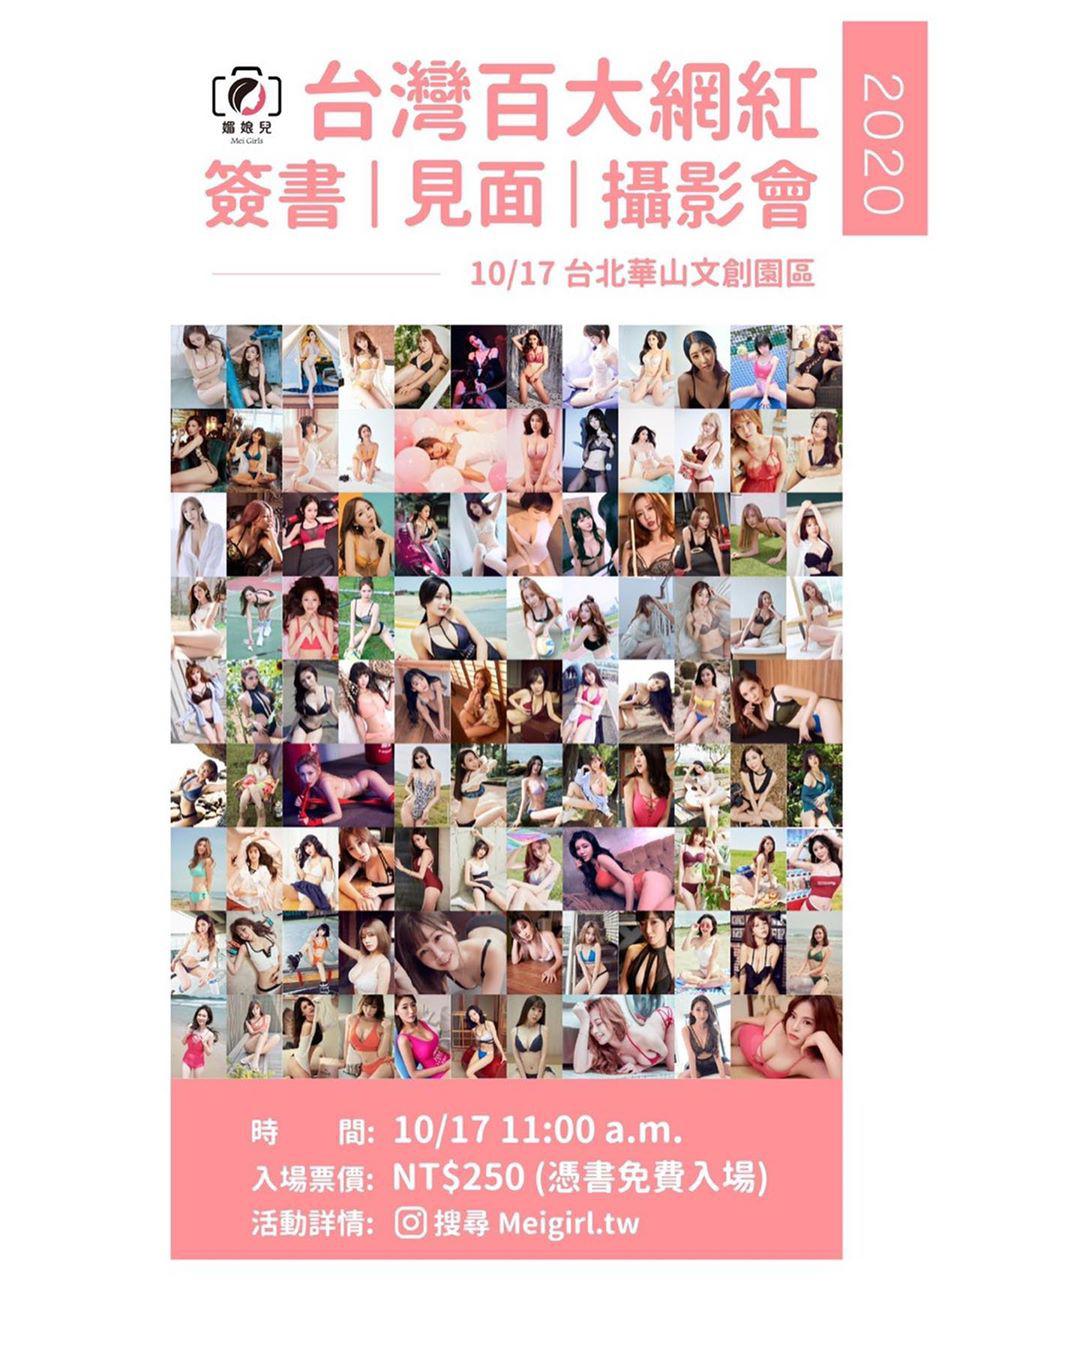 媚娘兒
Mei Girls
台灣百大網紅
2020
簽書|見面|攝影會
10/17 台北華山文創園區
時 間: 10/17 11:00 a.m.
入場票價: NT$250 (憑書免費入場)
活動詳情: 搜尋 Meigirl.tw